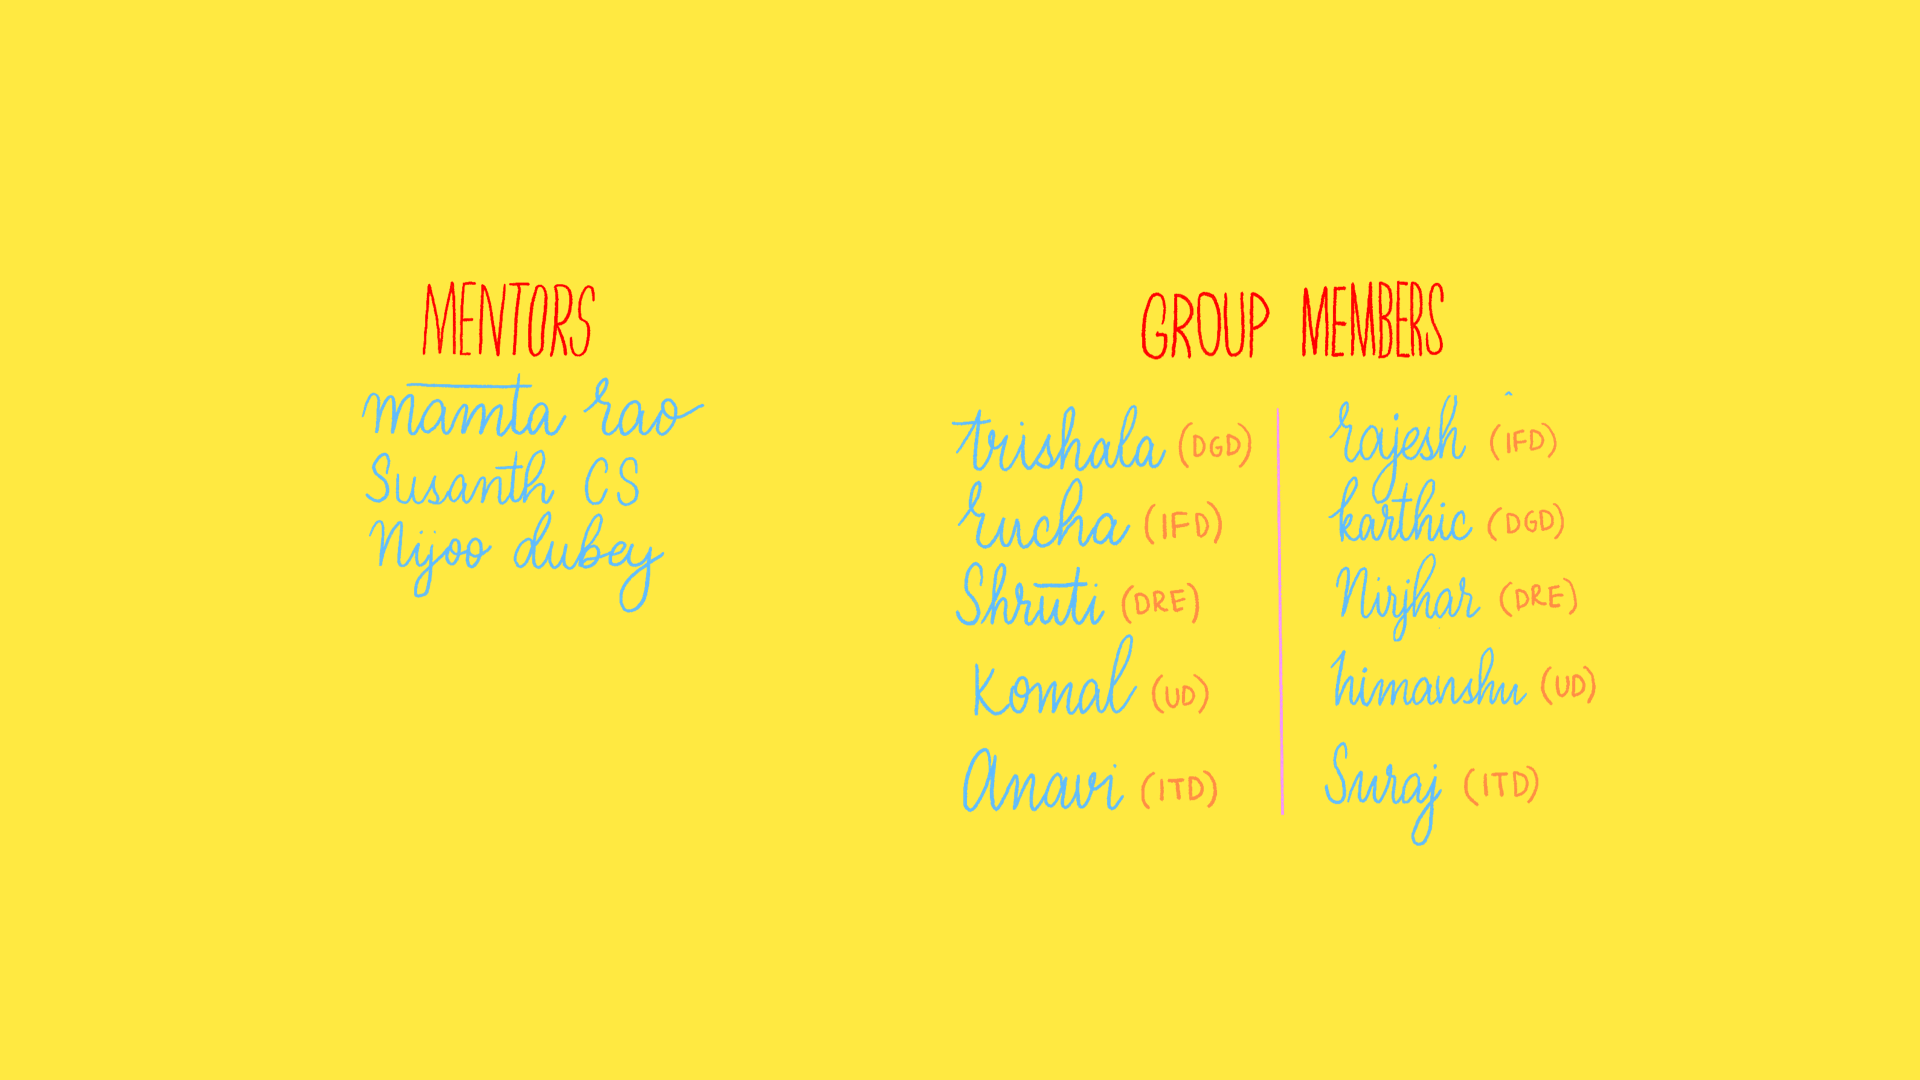 MENTORS
mamta rao
Susanth CS
Nijoo dubey
GROUP MEMBERS
trishala (DGD)
rucha (IFD)
Shruti (DRE)
Komal (UD)
Anavi (ITD)
rajesh (IFD)
karthic (DGD)
Nirjhar (DRE)
himanshu (UD)
Suraj (ITD)